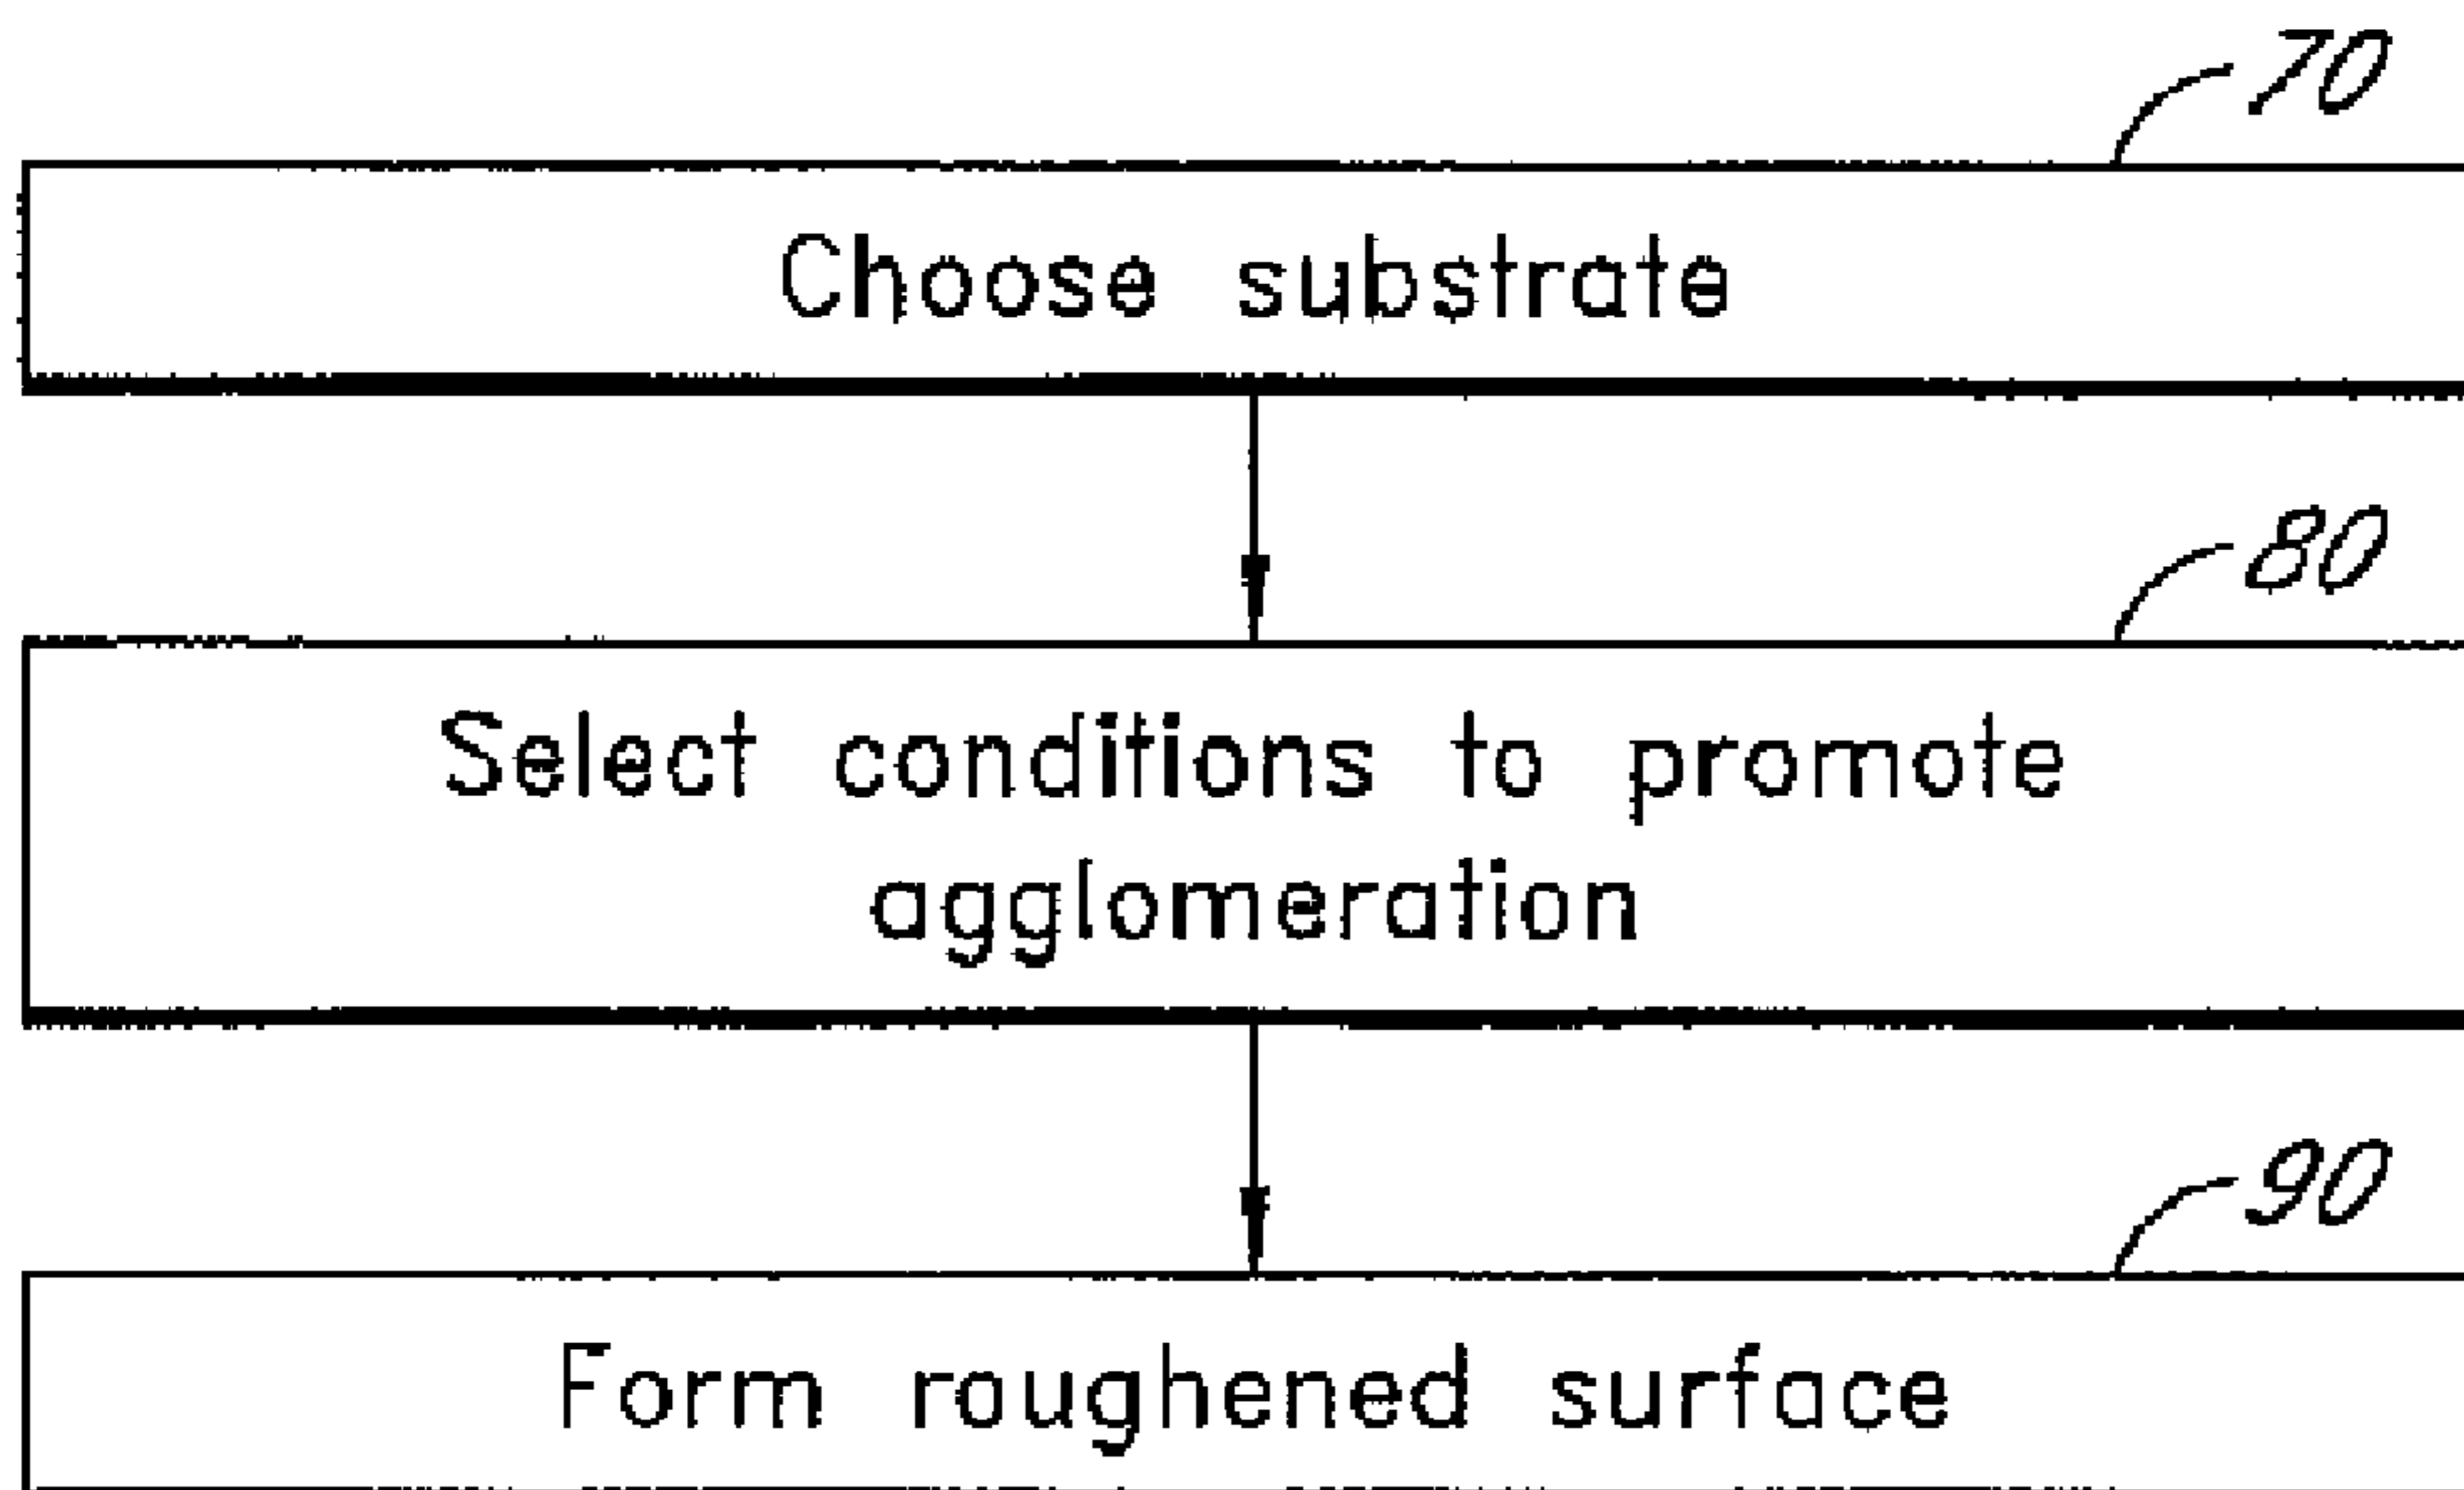 70
Choose substrate
80
Select conditions to promote
agglomeration
90
Form roughened surface